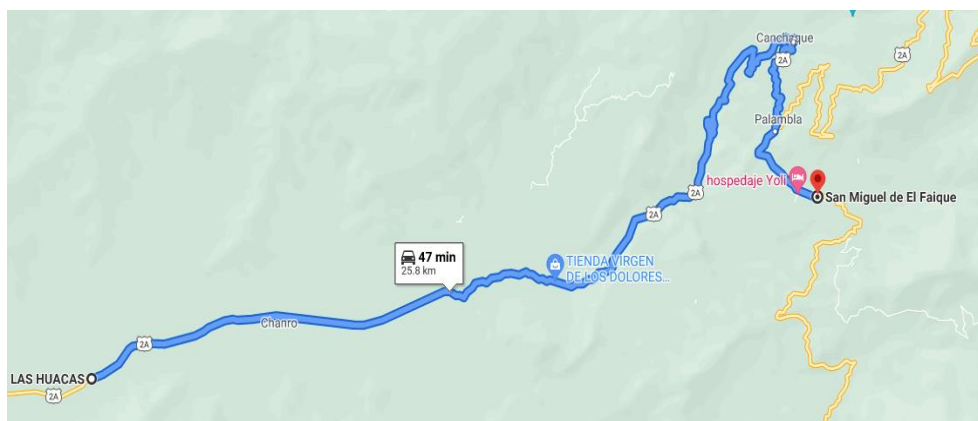 Canchaque
2A
2A
Palambla
hospedaje Yoli
San Miguel de El Faique
2A
2A
47 min
25.8 km
TIENDA VIRGEN
DE LOS DOLORES...
Chanro
2A
LAS HUACAS
2A